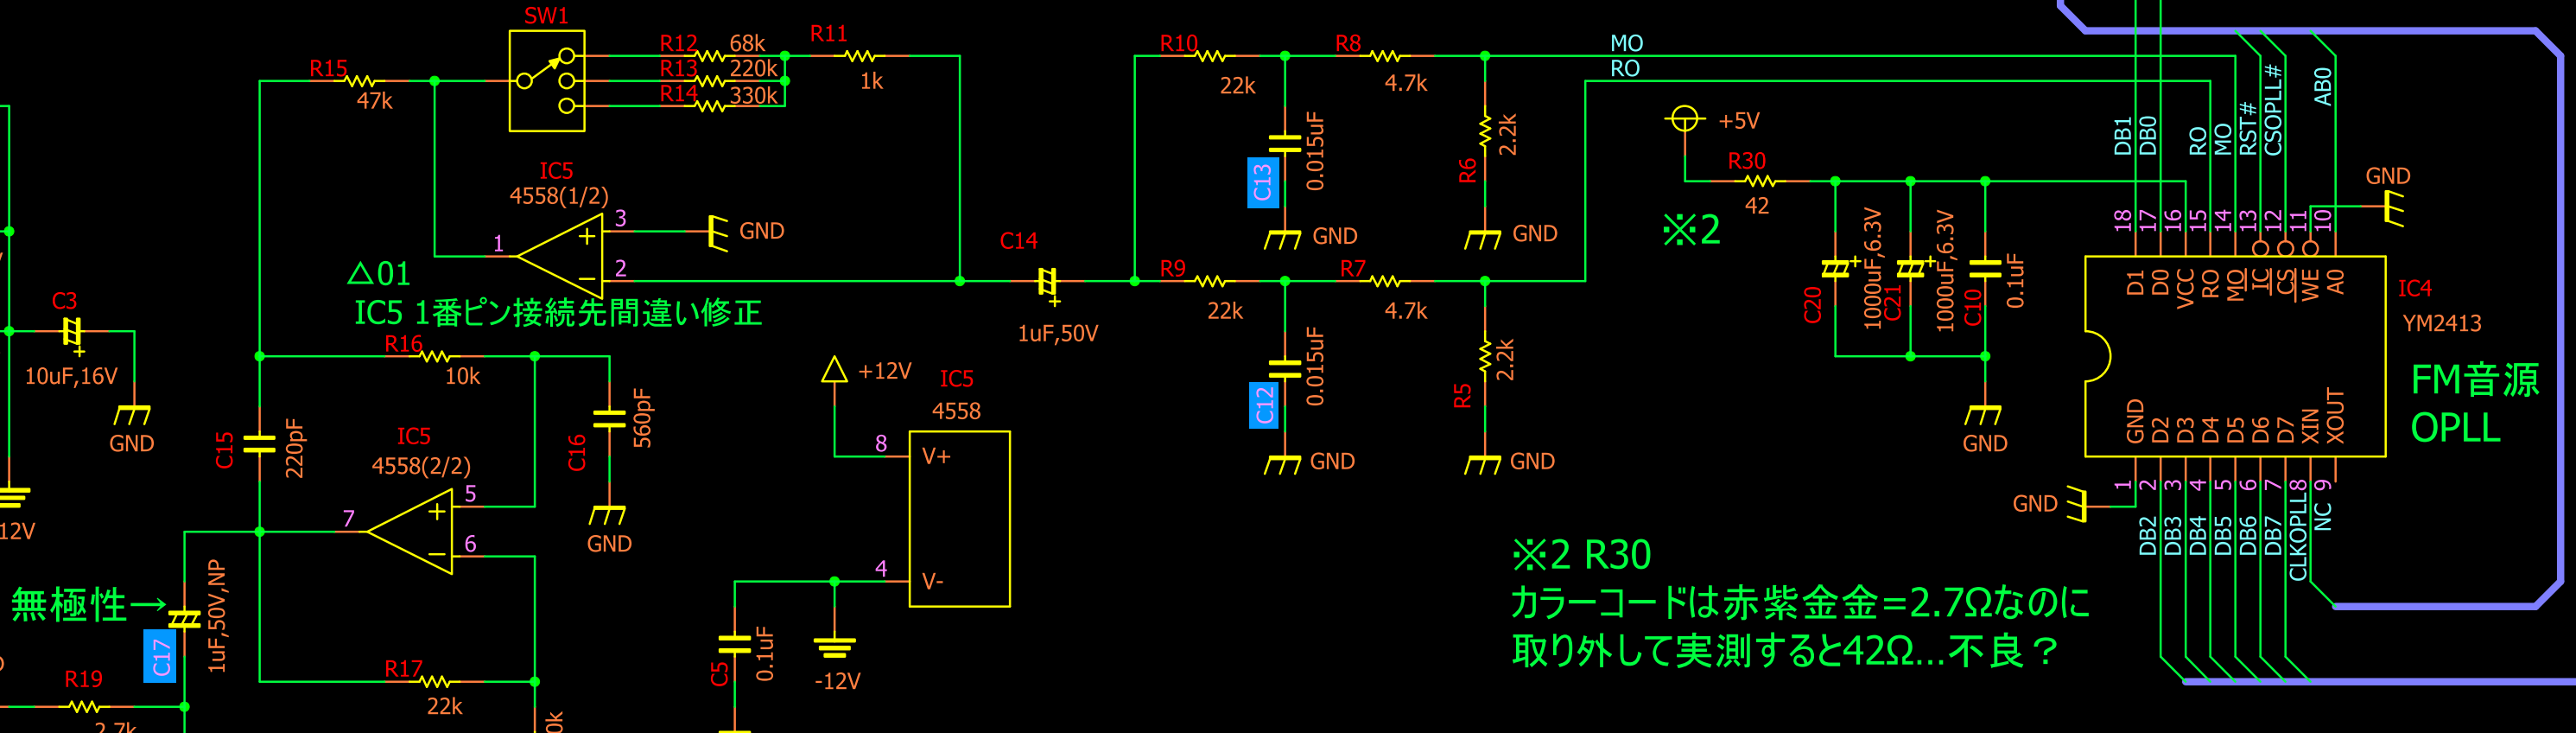 SW1
R12 68k
R13 220k
R14 330k
R11
1k
R15
47k
IC5
4558(1/2)
3
2
1
GND
△01
IC5 1番ピン接続先間違い修正
C3
10uF,16V
GND
12V
R16
10k
C15
220pF
C16
560pF
GND
IC5
4558(2/2)
5
6
7
無極性→
C17
1uF,50V,NP
R19
2.7k
R17
22k
0k
C14
1uF,50V
+12V
IC5
4558
8
V+
4
V-
C5
0.1uF
-12V
R10
22k
R8
4.7k
C13
0.015uF
GND
R6
2.2k
GND
R9
22k
R7
4.7k
C12
0.015uF
GND
R5
2.2k
GND
MO
RO
+5V
R30
42
※2
C20
1000uF,6.3V
C21
1000uF,6.3V
C10
0.1uF
GND
DB1
DB0
RO
MO
RST#
CSOPLL#
AB0
GND
18
17
16
15
14
13
12
11
10
D1
D0
VCC
RO
MO
IC
CS
WE
A0
IC4
YM2413
FM音源
OPLL
GND
D2
D3
D4
D5
D6
D7
XIN
XOUT
1
2
3
4
5
6
7
8
9
GND
DB2
DB3
DB4
DB5
DB6
DB7
CLKOPLL
NC
※2 R30
カラーコードは赤紫金金=2.7Ωなのに
取り外して実測すると42Ω...不良？